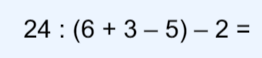 24 : (6 + 3 – 5) – 2 =